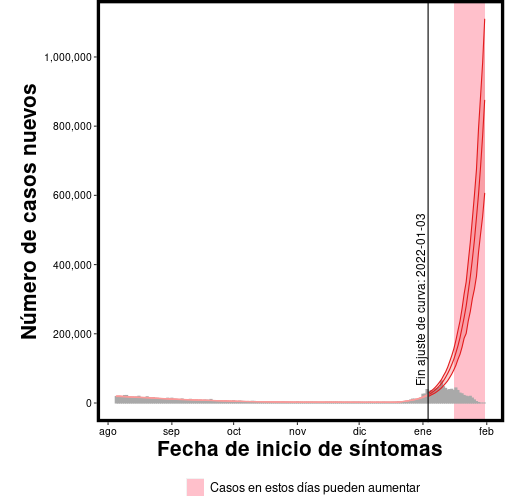 1,000,000
800,000
600,000
400,000
200,000
0
Número de casos nuevos
Fin ajuste de curva: 2022-01-03
ago sep oct nov dic ene feb
Fecha de inicio de síntomas
Casos en estos días pueden aumentar